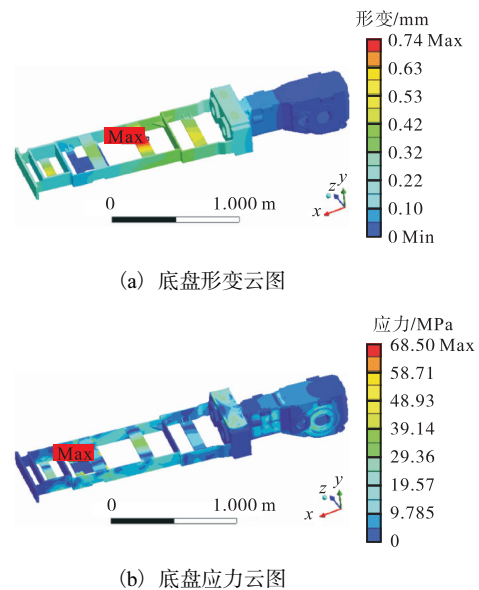 形变/mm
0.74 Max
0.63
0.53
0.42
0.32
0.22
0.10
0 Min
Max
0 1.000 m
z y
x
(a) 底盘形变云图
应力/MPa
68.50 Max
58.71
48.93
39.14
29.36
19.57
9.785
0
Max
0 1.000 m
z y
x
(b) 底盘应力云图